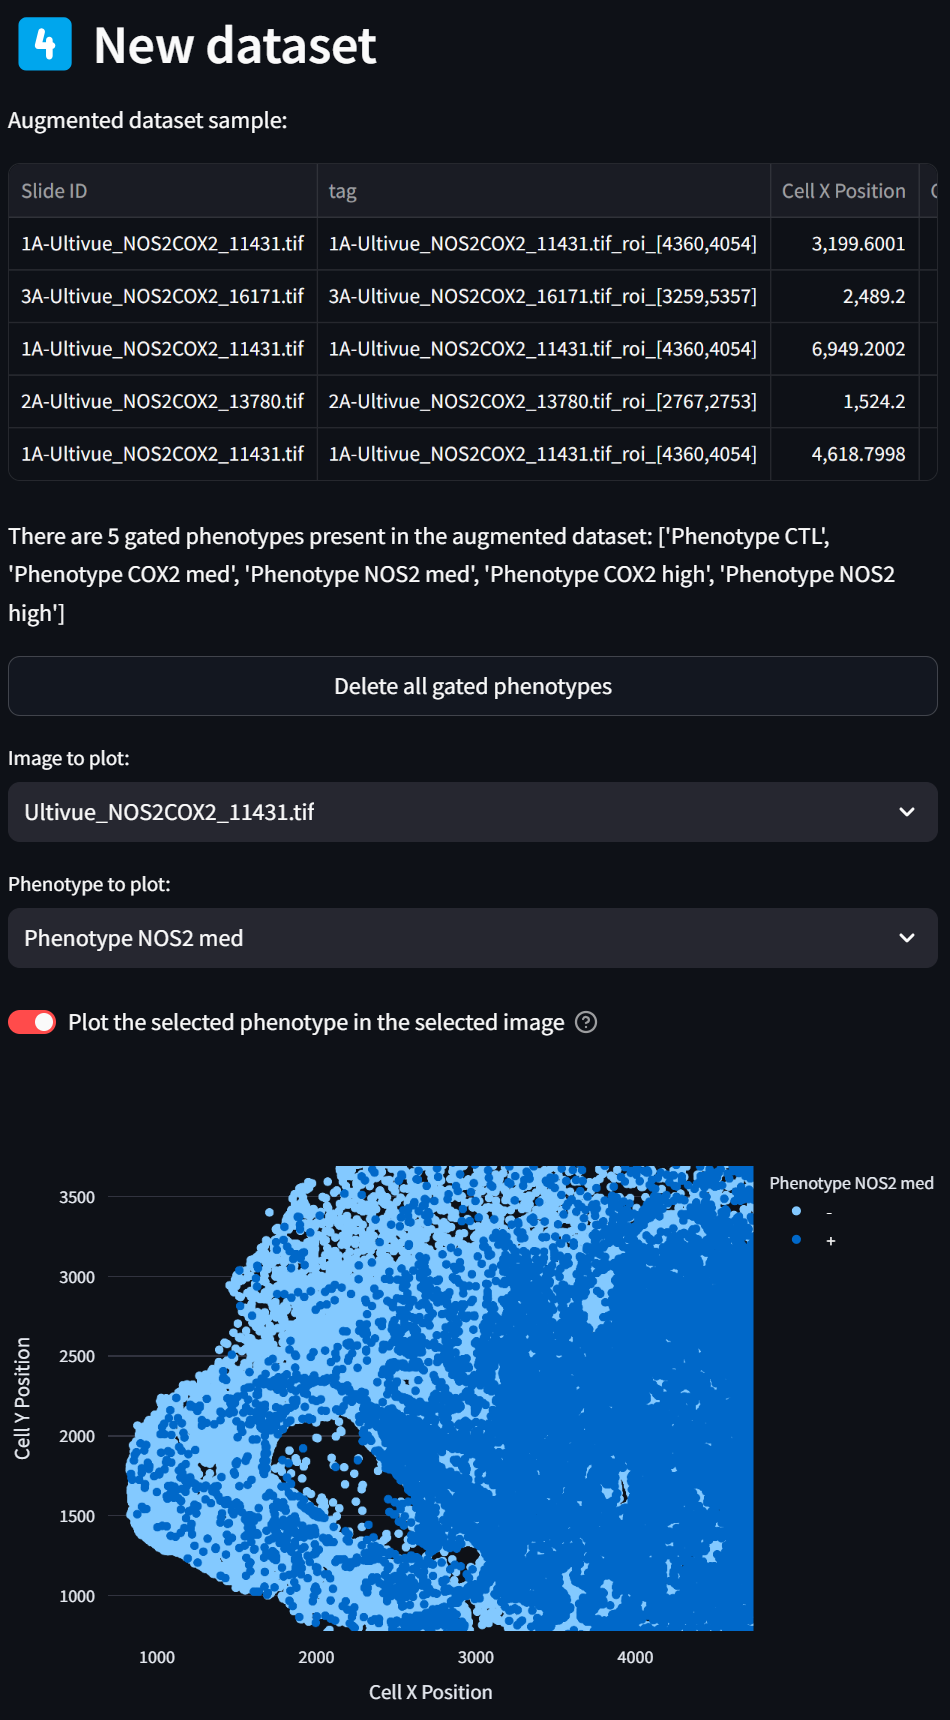 4 New dataset
Augmented dataset sample:
Slide ID tag Cell X Position
1A-Ultivue_NOS2COX2_11431.tif 1A-Ultivue_NOS2COX2_11431.tif_roi_[4360,4054] 3,199.6001
3A-Ultivue_NOS2COX2_16171.tif 3A-Ultivue_NOS2COX2_16171.tif_roi_[3259,5357] 2,489.2
1A-Ultivue_NOS2COX2_11431.tif 1A-Ultivue_NOS2COX2_11431.tif_roi_[4360,4054] 6,949.2002
2A-Ultivue_NOS2COX2_13780.tif 2A-Ultivue_NOS2COX2_13780.tif_roi_[2767,2753] 1,524.2
1A-Ultivue_NOS2COX2_11431.tif 1A-Ultivue_NOS2COX2_11431.tif_roi_[4360,4054] 4,618.7998
There are 5 gated phenotypes present in the augmented dataset: ['Phenotype CTL',
'Phenotype COX2 med', 'Phenotype NOS2 med', 'Phenotype COX2 high', 'Phenotype NOS2
high']
Delete all gated phenotypes
Image to plot:
Ultivue_NOS2COX2_11431.tif
Phenotype to plot:
Phenotype NOS2 med
Plot the selected phenotype in the selected image ?
Phenotype NOS2 med
-
+
3500
3000
2500
2000
1500
1000
Cell Y Position
1000 2000 3000 4000
Cell X Position